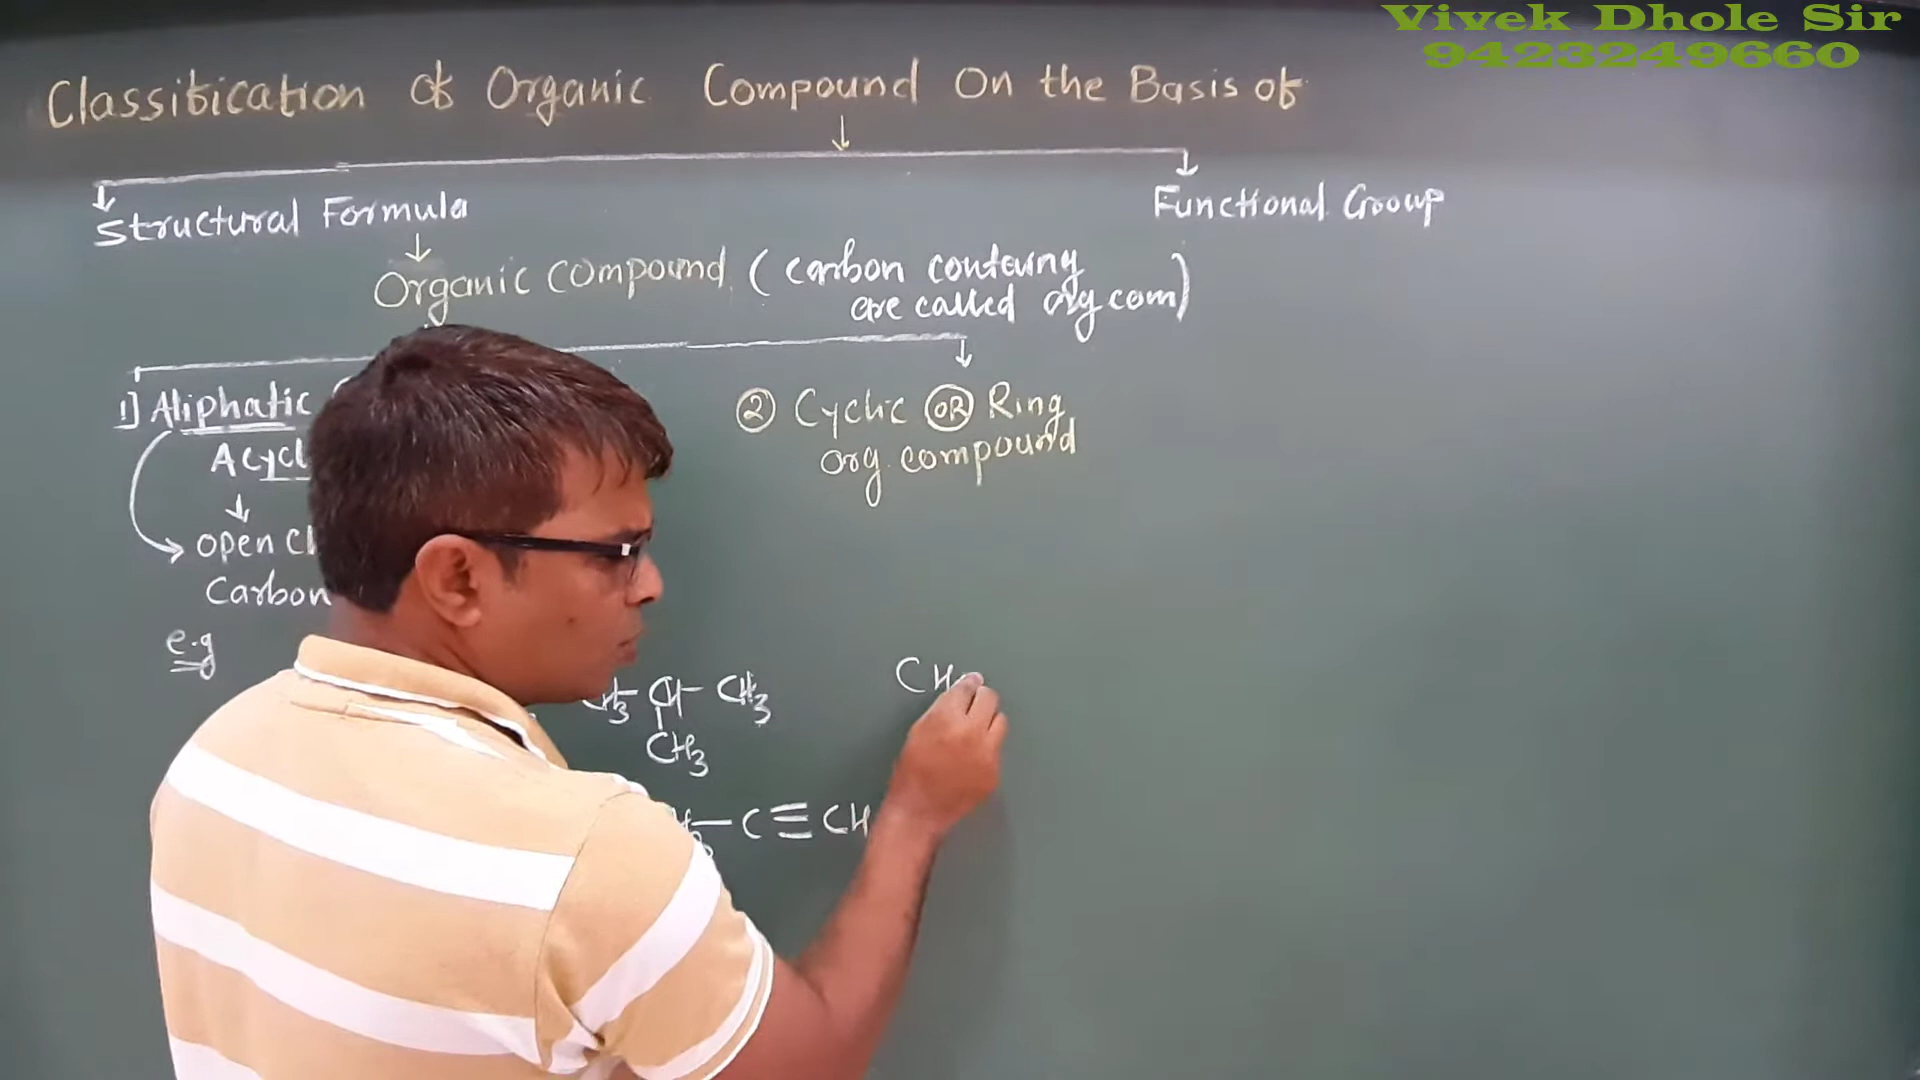 Vivek Dhole Sir
9423249660
Classification of Organic Compound On the Basis of
Structural Formula
Functional Group
Organic compound (carbon contauny
are called org com)
1] Aliphatic (
② Cyclic OR Ring
org. compound
Acycl
Open Ch
Carbon
e.g
CH3- CH- CH3
CH3
- C ≡ CH
CH